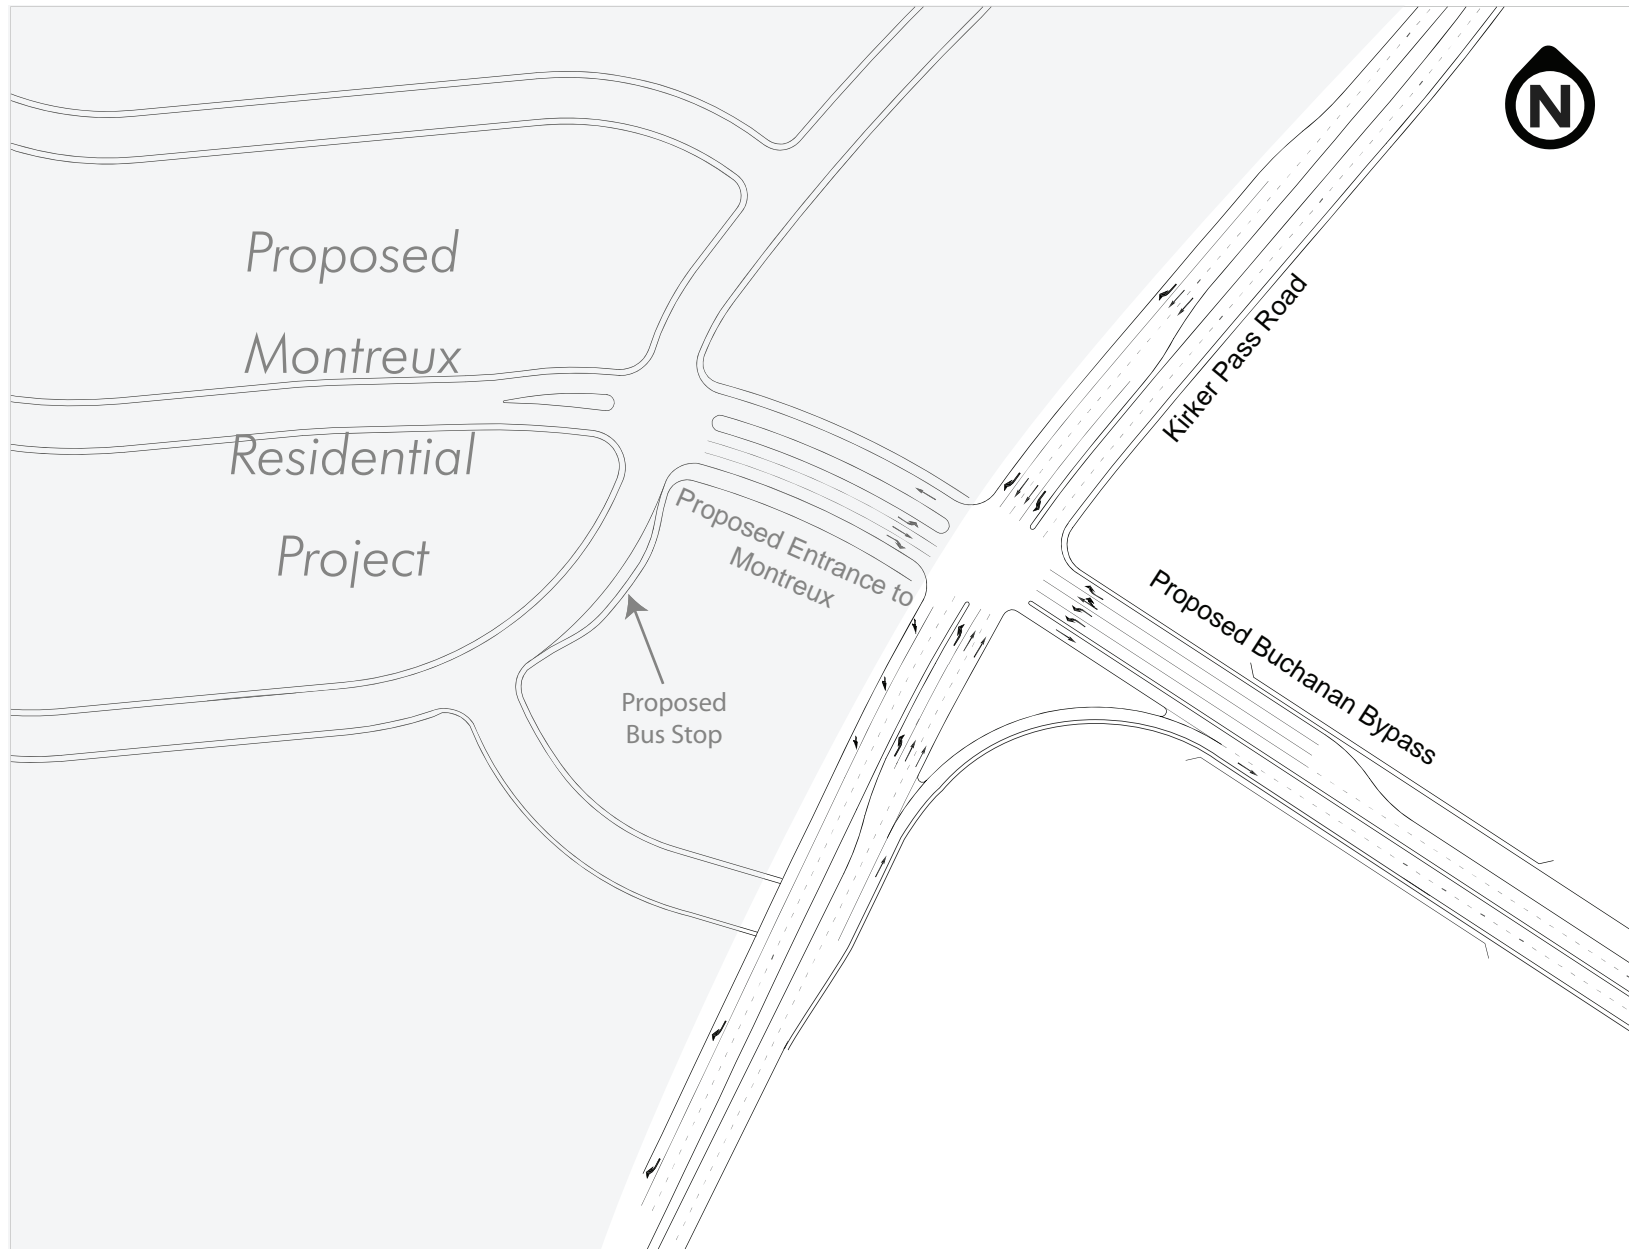 N
Proposed
Montreux
Residential
Project
Kirker Pass Road
Proposed Entrance to
Montreux
Proposed Buchanan Bypass
Proposed
Bus Stop